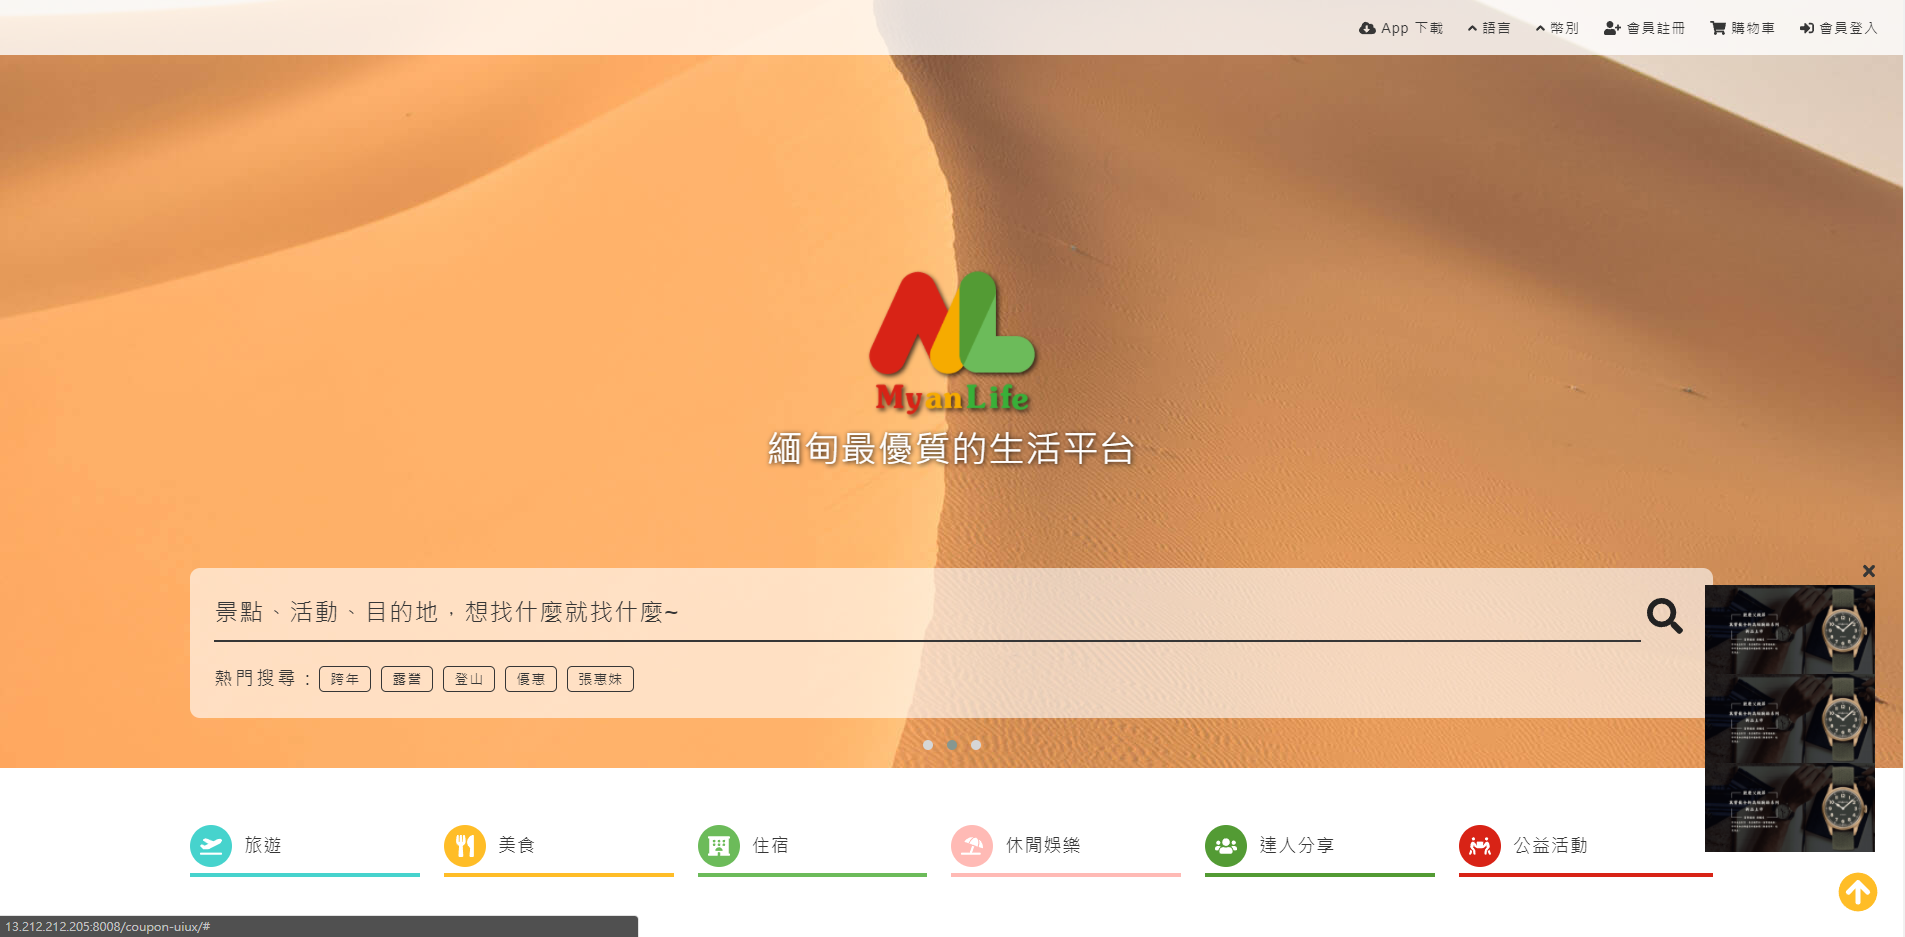 App 下載 語言 幣別 會員註冊 購物車 會員登入
MyanLife
緬甸最優質的生活平台
景點、活動、目的地，想找什麼就找什麼~
熱門搜尋： 跨年 露營 登山 優惠 張惠妹
旅遊 美食 住宿 休閒娛樂 達人分享 公益活動
13.212.212.205:8008/coupon-uiux/#